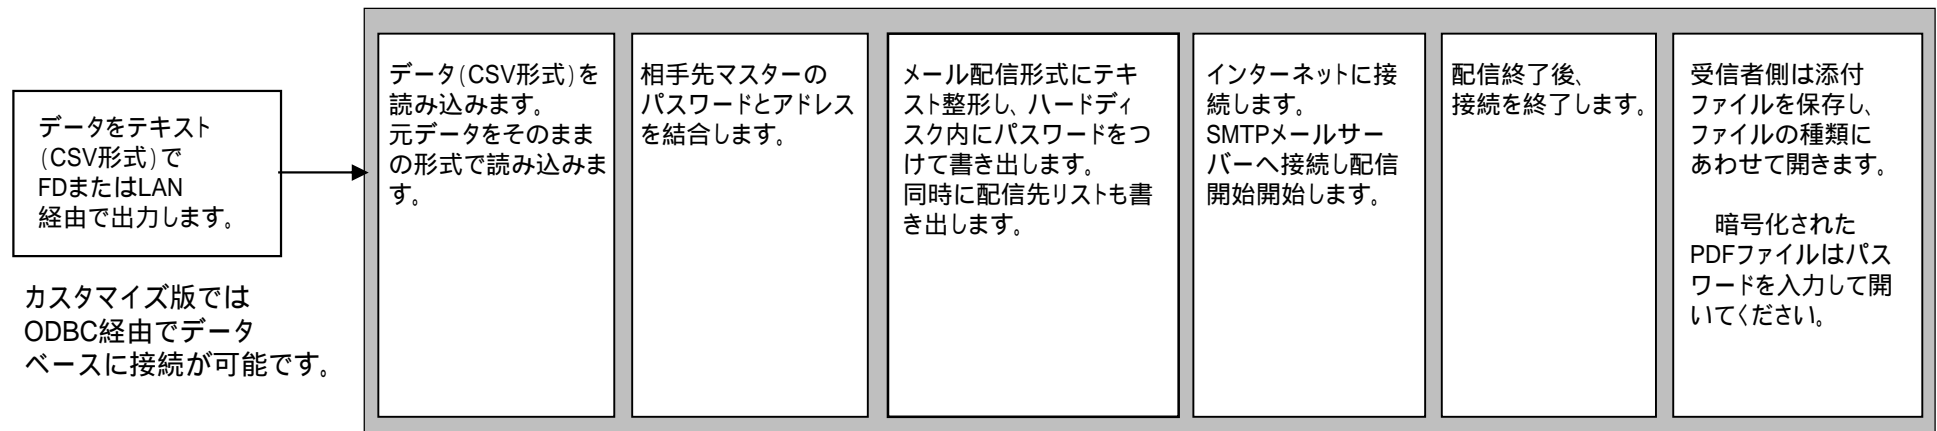 データをテキスト
(CSV形式)で
FDまたはLAN
経由で出力します。
カスタマイズ版では
ODBC経由でデータ
ベースに接続が可能です。
データ(CSV形式)を
読み込みます。
元データをそのまま
の形式で読み込みま
す。
相手先マスターの
パスワードとアドレス
を結合します。
メール配信形式にテキ
スト整形し、ハードディ
スク内にパスワードをつ
けて書き出します。
同時に配信先リストも書
き出します。
インターネットに接
続します。
SMTPメールサー
バーへ接続し配信
開始開始します。
配信終了後、
接続を終了します。
受信者側は添付
ファイルを保存し、
ファイルの種類に
あわせて開きます。
暗号化された
PDFファイルはパス
ワードを入力して開
いてください。